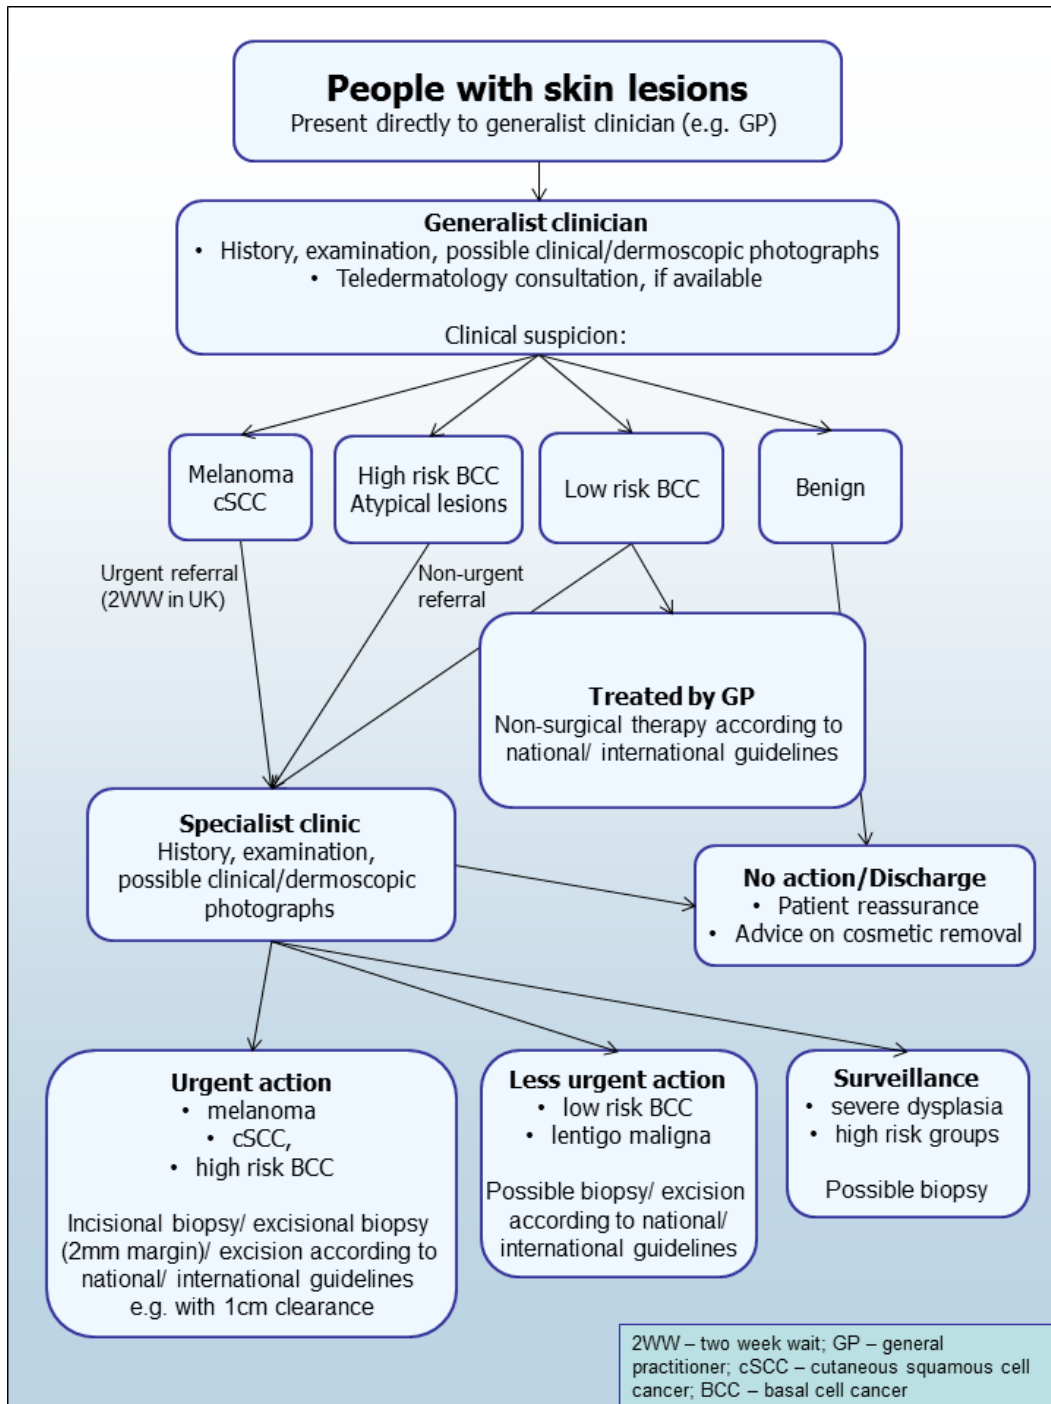 People with skin lesions
Present directly to generalist clinician (e.g. GP)
Generalist clinician
• History, examination, possible clinical/dermoscopic photographs
• Teledermatology consultation, if available
Clinical suspicion:
Melanoma
cSCC
High risk BCC
Atypical lesions
Low risk BCC
Benign
Urgent referral
(2WW in UK)
Non-urgent
referral
Treated by GP
Non-surgical therapy according to
national/ international guidelines
Specialist clinic
History, examination,
possible clinical/dermoscopic
photographs
No action/Discharge
• Patient reassurance
• Advice on cosmetic removal
Urgent action
• melanoma
• cSCC,
• high risk BCC
Incisional biopsy/ excisional biopsy
(2mm margin)/ excision according to
national/ international guidelines
e.g. with 1cm clearance
Less urgent action
• low risk BCC
• lentigo maligna
Possible biopsy/ excision
according to national/
international guidelines
Surveillance
• severe dysplasia
• high risk groups
Possible biopsy
2WW – two week wait; GP – general
practitioner; cSCC – cutaneous squamous cell
cancer; BCC – basal cell cancer